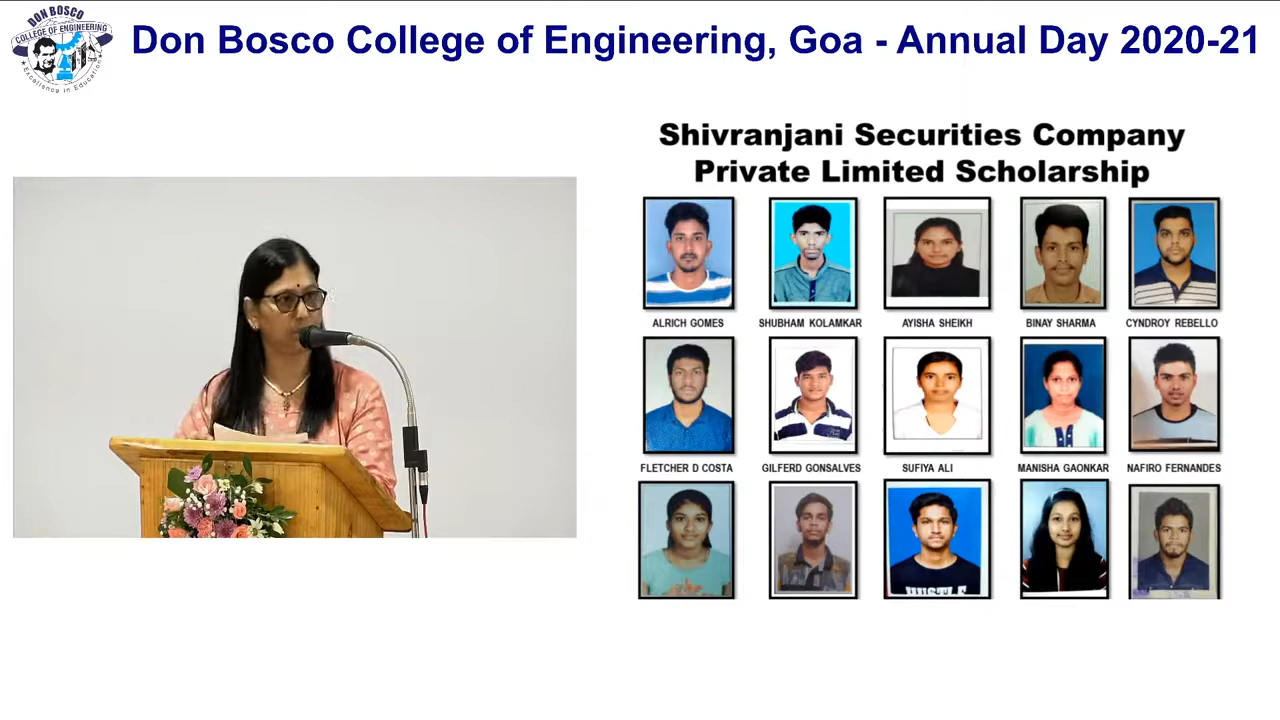 DON BOSCO
COLLEGE OF ENGINEERING
Excellence in Education
Don Bosco College of Engineering, Goa - Annual Day 2020-21
Shivranjani Securities Company
Private Limited Scholarship
ALRICH GOMES SHUBHAM KOLAMKAR AYISHA SHEIKH BINAY SHARMA CYNDROY REBELLO
FLETCHER D COSTA GILFERD GONSALVES SUFIYA ALI MANISHA GAONKAR NAFIRO FERNANDES
HUSTLE